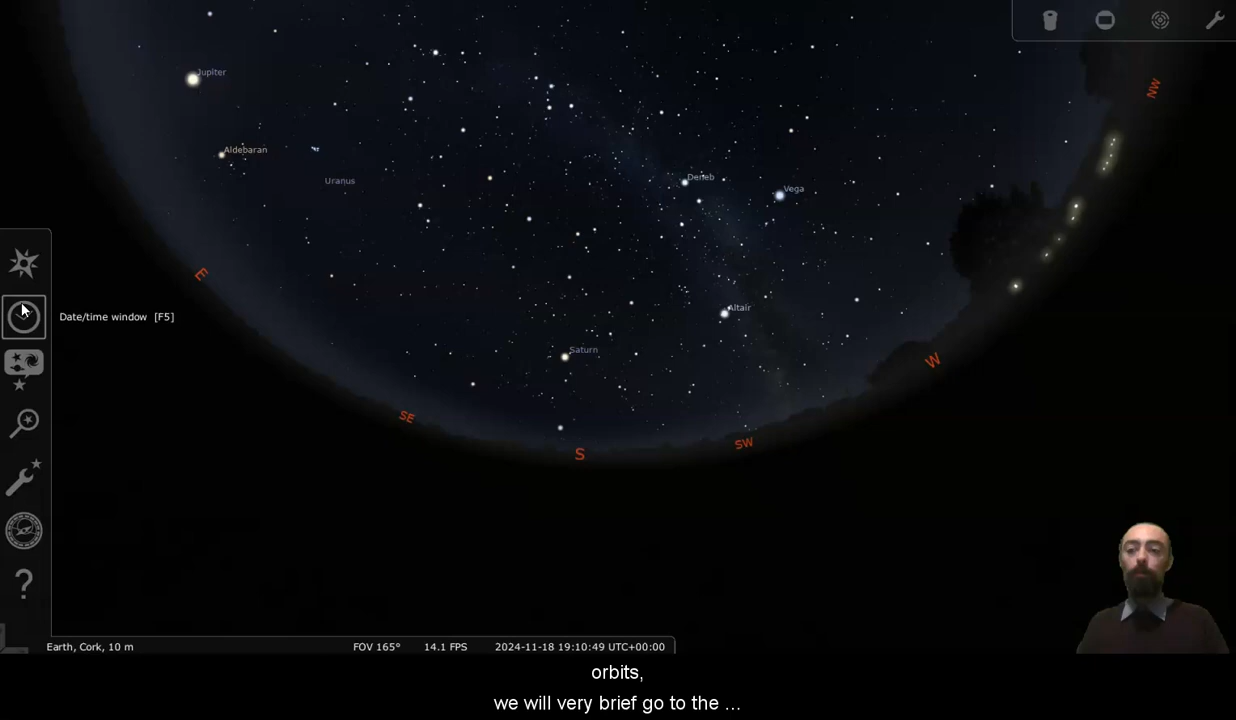 NW
Jupiter
Aldebaran
Uranus
Deneb
Vega
E
Date/time window [F5]
Altair
Saturn
W
SE
SW
S
?
Earth, Cork, 10 m FOV 165° 14.1 FPS 2024-11-18 19:10:49 UTC+00:00
orbits,
we will very brief go to the ...